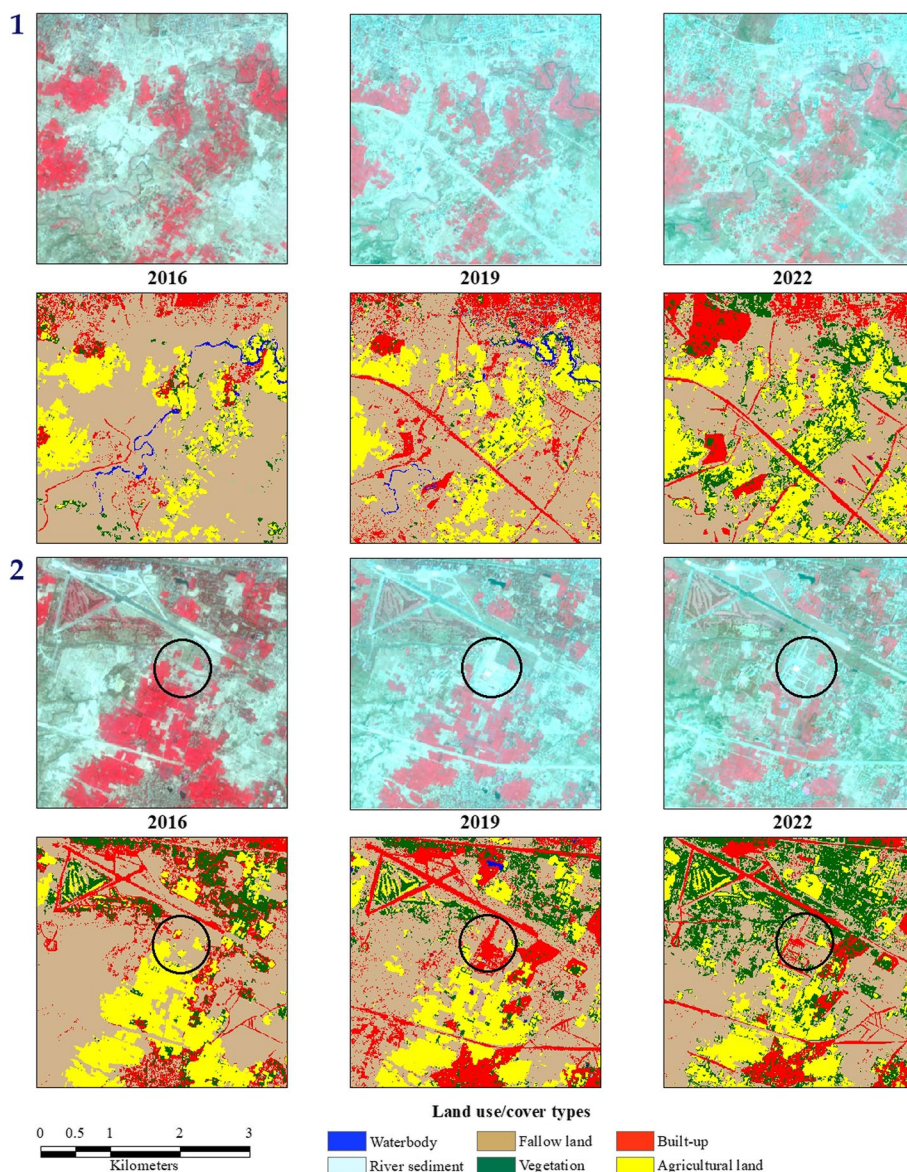 1
2016 2019 2022
2
2016 2019 2022
Land use/cover types
0 0.5 1 2 3
Kilometers
Waterbody Fallow land Built-up
River sediment Vegetation Agricultural land